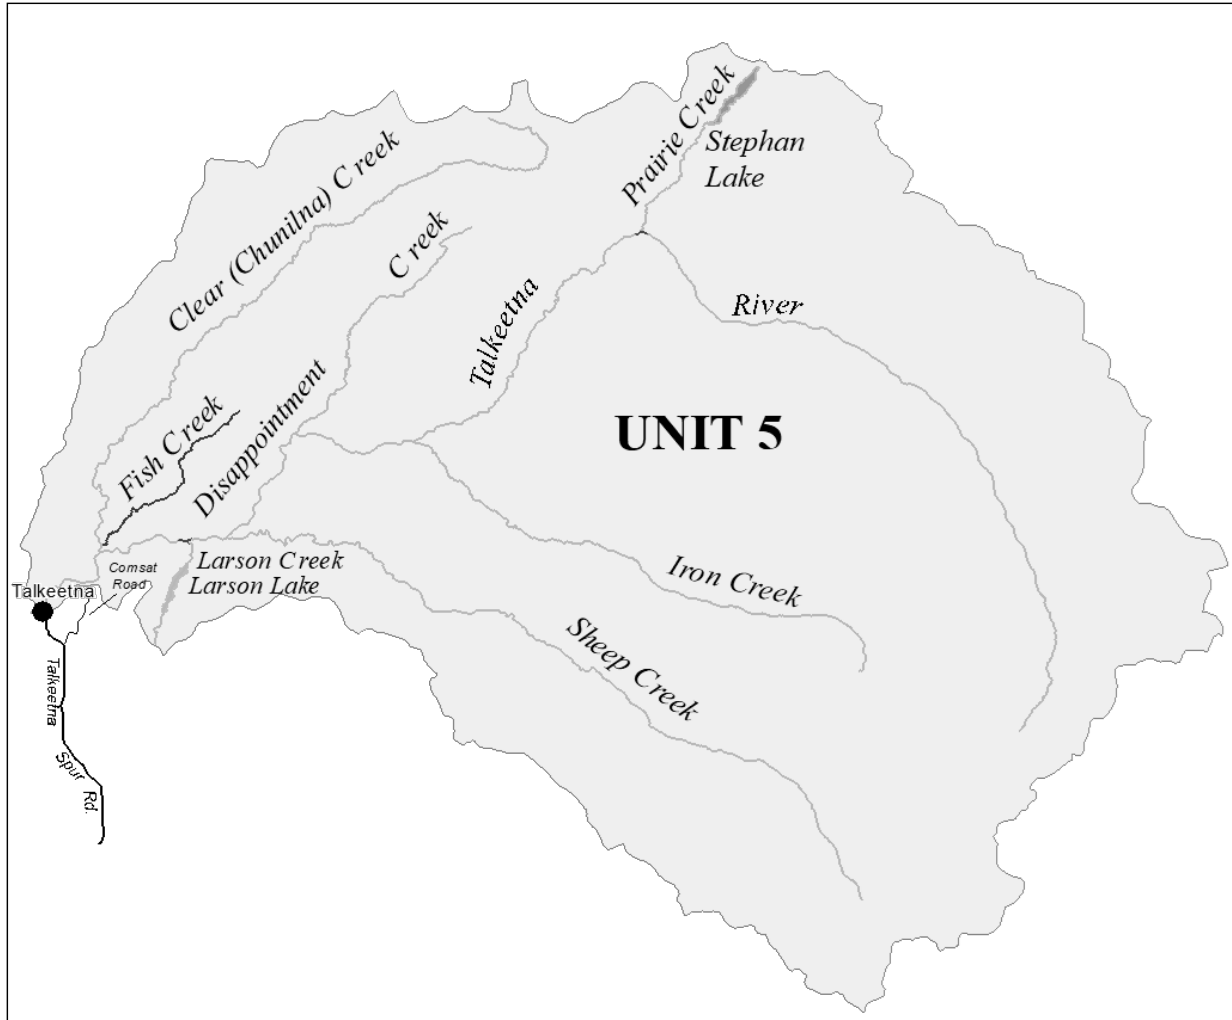 Prairie Creek
Stephan
Lake
Clear (Chunilna) Creek
Creek
Talkeetna
River
Disappointment
Fish Creek
UNIT 5
Larson Creek
Larson Lake
Comsat
Road
Talkeetna
Iron Creek
Sheep Creek
Talkeetna
Spur
Rd.